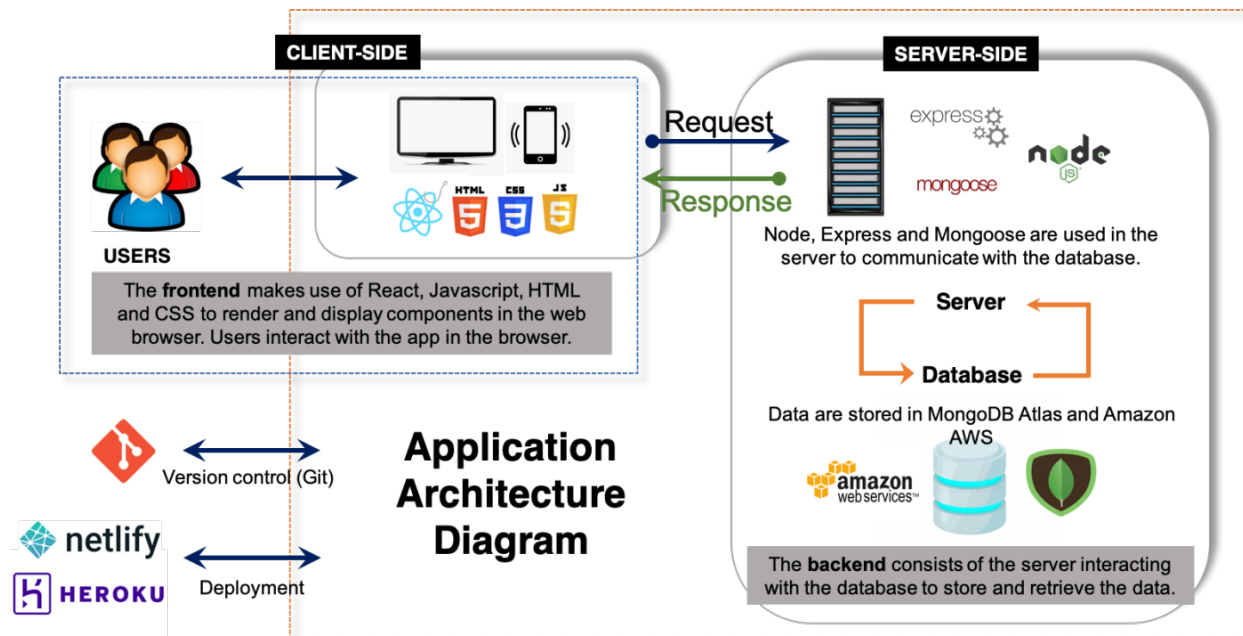 CLIENT-SIDE
SERVER-SIDE
USERS
HTML
5
CSS
3
JS
5
The frontend makes use of React, Javascript, HTML
and CSS to render and display components in the web
browser. Users interact with the app in the browser.
Request
Response
express
mongoose
node
JS
Node, Express and Mongoose are used in the
server to communicate with the database.
Server
Database
Data are stored in MongoDB Atlas and Amazon
AWS
amazon
web services™
The backend consists of the server interacting
with the database to store and retrieve the data.
Version control (Git)
netlify
HEROKU
Deployment
Application
Architecture
Diagram